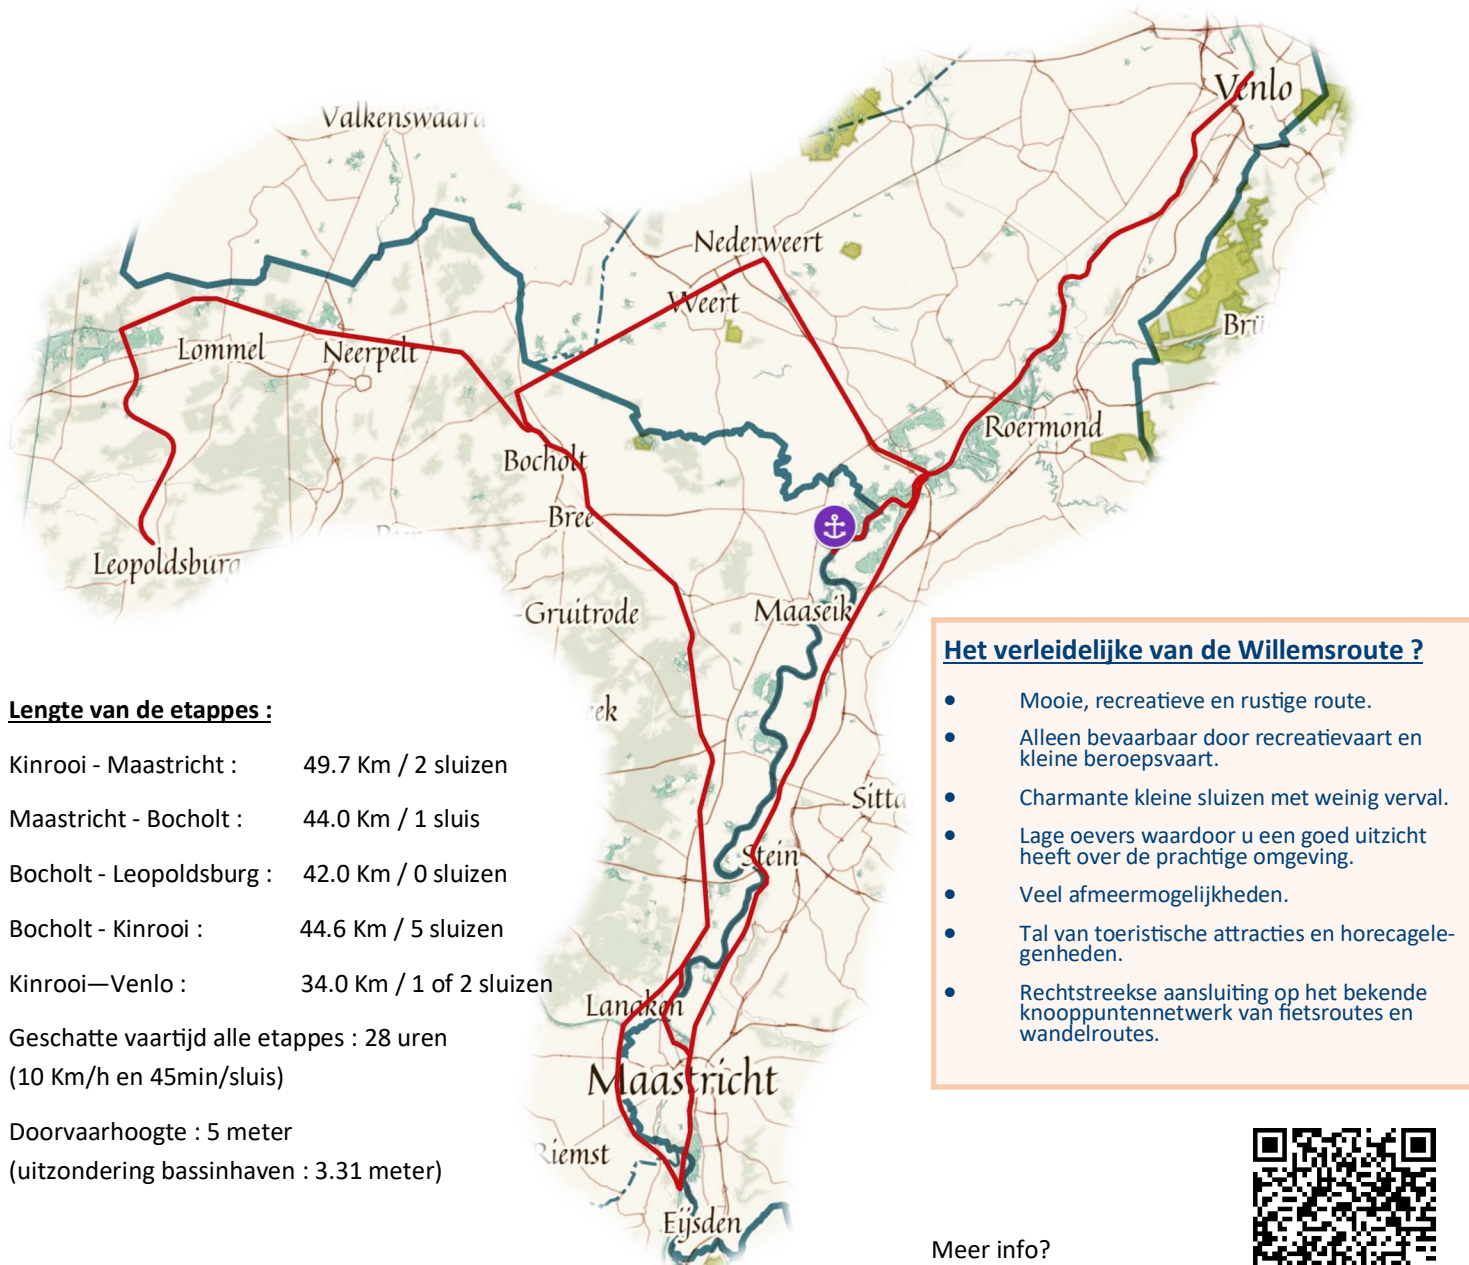 Venlo
Valkenswaard
Nederweert
Weert
Brü
Lommel
Neerpelt
Roermond
Bocholt
Bree
Leopoldsburg
Gruitrode
Maaseik
eek
Sitta
Stein
Lanaken
Maastricht
Riemst
Eijsden
Lengte van de etappes :
Kinrooi - Maastricht : 49.7 Km / 2 sluizen
Maastricht - Bocholt : 44.0 Km / 1 sluis
Bocholt - Leopoldsburg : 42.0 Km / 0 sluizen
Bocholt - Kinrooi : 44.6 Km / 5 sluizen
Kinrooi—Venlo : 34.0 Km / 1 of 2 sluizen
Geschatte vaartijd alle etappes : 28 uren
(10 Km/h en 45min/sluis)
Doorvaarhoogte : 5 meter
(uitzondering bassinhaven : 3.31 meter)
Het verleidelijke van de Willemsroute ?
• Mooie, recreatieve en rustige route.
• Alleen bevaarbaar door recreatievaart en
kleine beroepsvaart.
• Charmante kleine sluizen met weinig verval.
• Lage oevers waardoor u een goed uitzicht
heeft over de prachtige omgeving.
• Veel afmeermogelijkheden.
• Tal van toeristische attracties en horecagele-
genheden.
• Rechtstreekse aansluiting op het bekende
knooppuntennetwerk van fietsroutes en
wandelroutes.
Meer info?